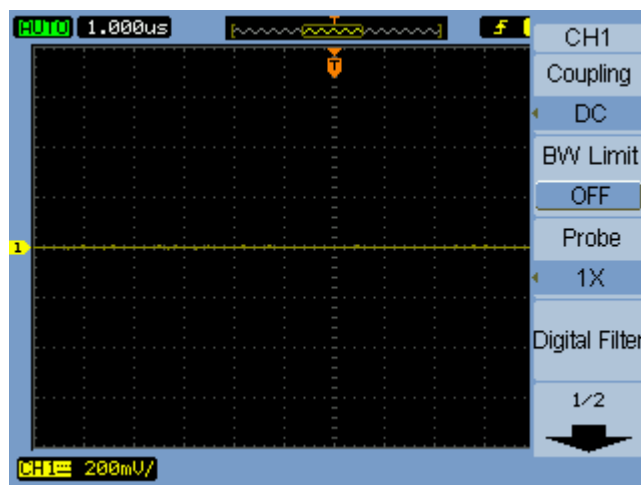 AUTO 1.000us
T
CH1
Coupling
DC
BW Limit
OFF
Probe
1X
Digital Filter
1/2
1
CH1 200mV/